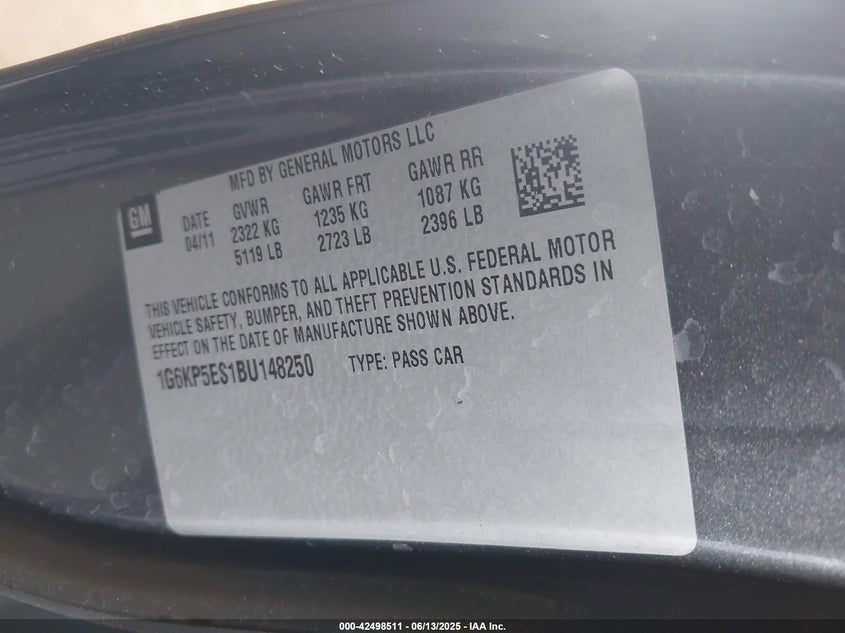 MFD BY GENERAL MOTORS LLC
GM
DATE
04/11
GVWR
2322 KG
5119 LB
GAWR FRT
1235 KG
2723 LB
GAWR RR
1087 KG
2396 LB
THIS VEHICLE CONFORMS TO ALL APPLICABLE U.S. FEDERAL MOTOR
VEHICLE SAFETY, BUMPER, AND THEFT PREVENTION STANDARDS IN
EFFECT ON THE DATE OF MANUFACTURE SHOWN ABOVE.
1G6KP5ES1BU148250 TYPE: PASS CAR
000-42498511 - 06/13/2025 - IAA Inc.